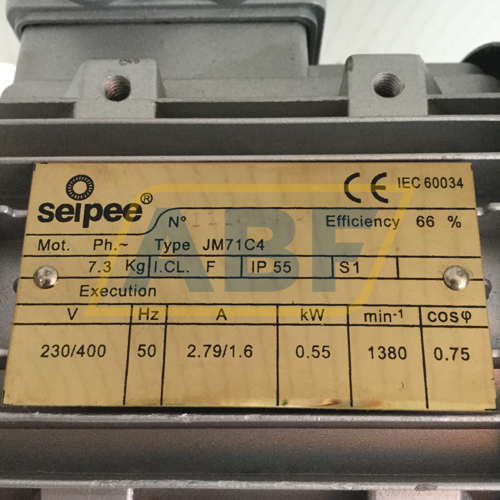 CE IEC 60034
seipee®
N° Efficiency 66 %
Mot. Ph.~ Type JM71C4
7.3 Kg I.CL. F IP 55 S1
Execution
V Hz A kW min-1 cosφ
230/400 50 2.79/1.6 0.55 1380 0.75
ABF